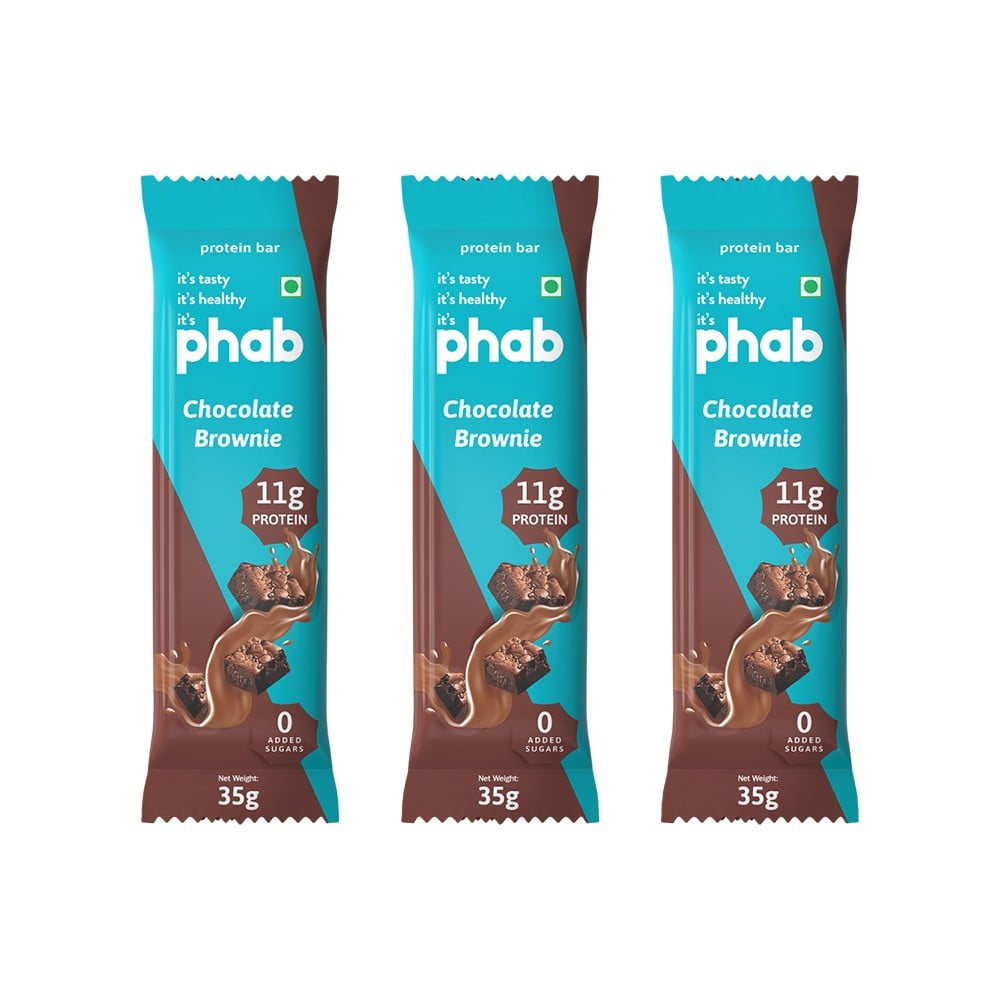 protein bar
it's tasty
it's healthy
it's
phab
Chocolate
Brownie
11g
PROTEIN
0
ADDED
SUGARS
Net Weight:
35g
protein bar
it's tasty
it's healthy
it's
phab
Chocolate
Brownie
11g
PROTEIN
0
ADDED
SUGARS
Net Weight:
35g
protein bar
it's tasty
it's healthy
it's
phab
Chocolate
Brownie
11g
PROTEIN
0
ADDED
SUGARS
Net Weight:
35g